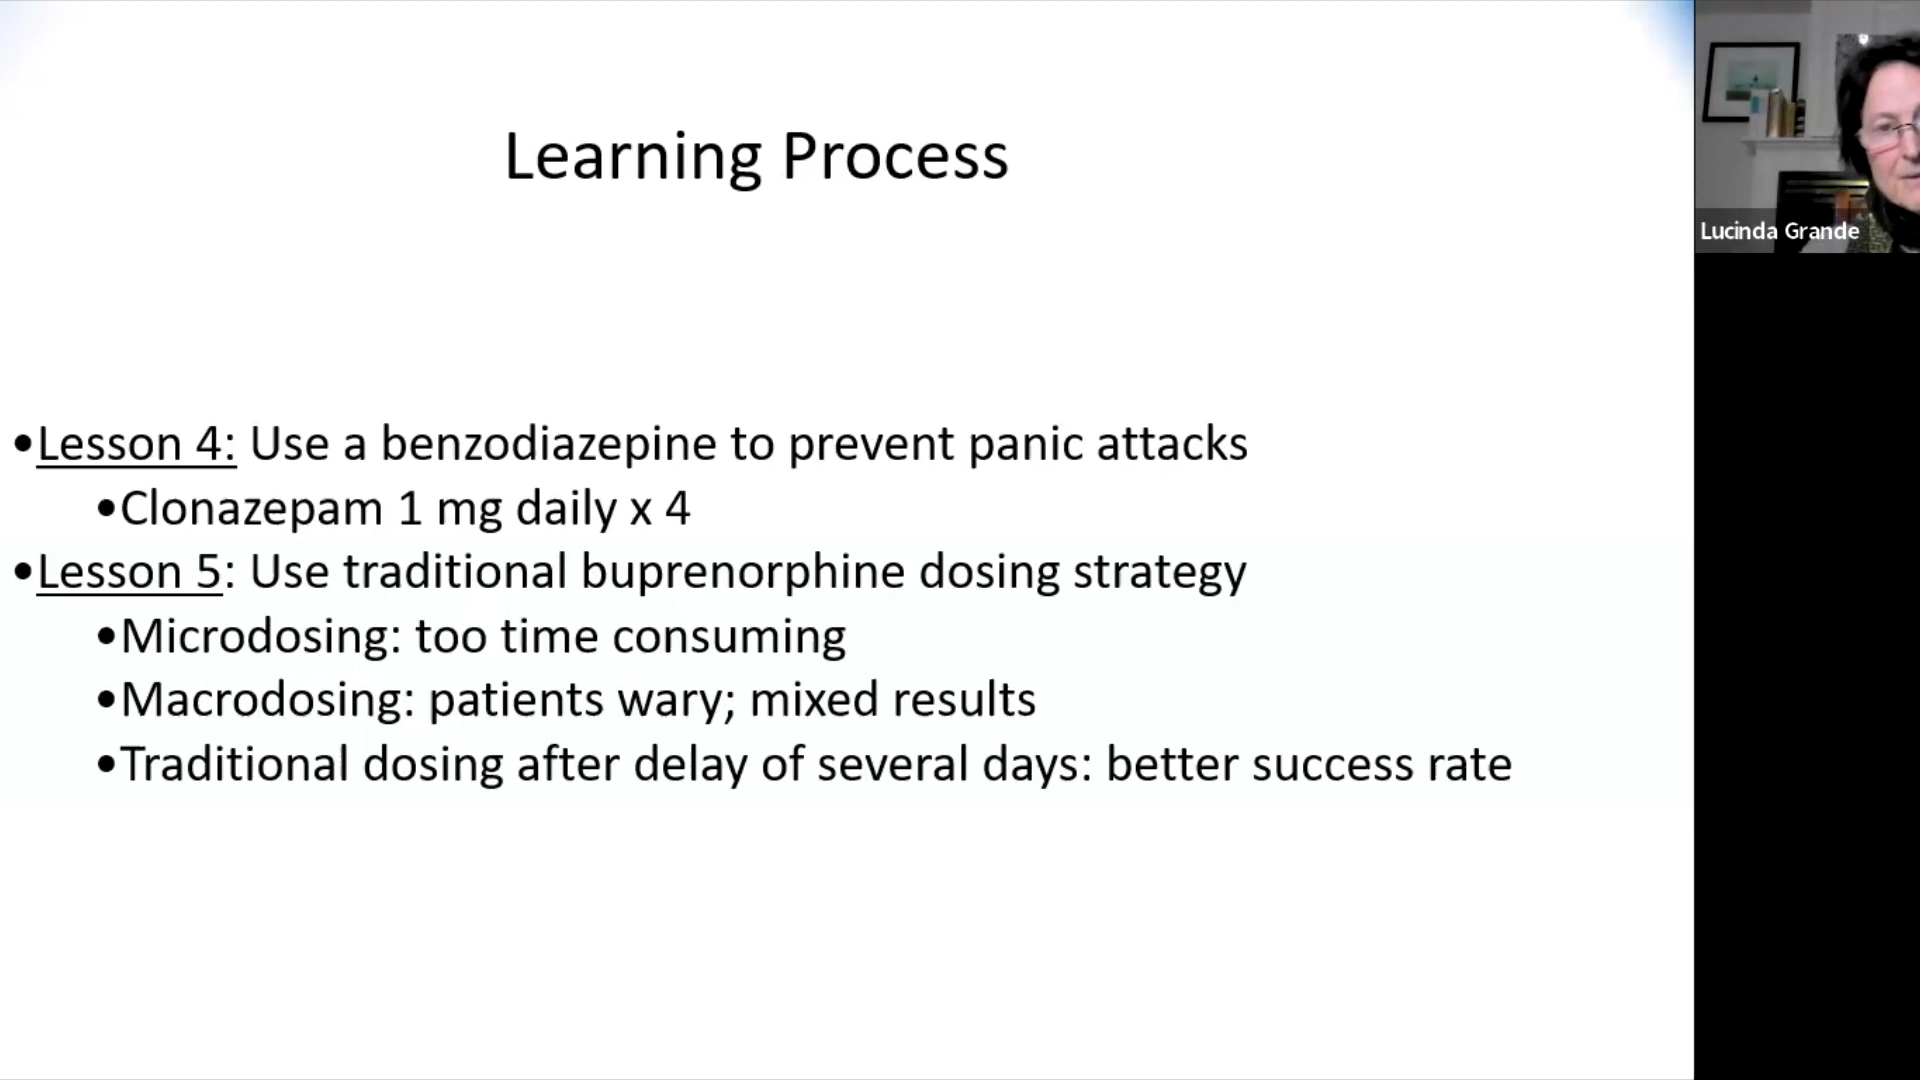 Learning Process
Lucinda Grande
•Lesson 4: Use a benzodiazepine to prevent panic attacks
•Clonazepam 1 mg daily x 4
•Lesson 5: Use traditional buprenorphine dosing strategy
•Microdosing: too time consuming
•Macrodosing: patients wary; mixed results
•Traditional dosing after delay of several days: better success rate